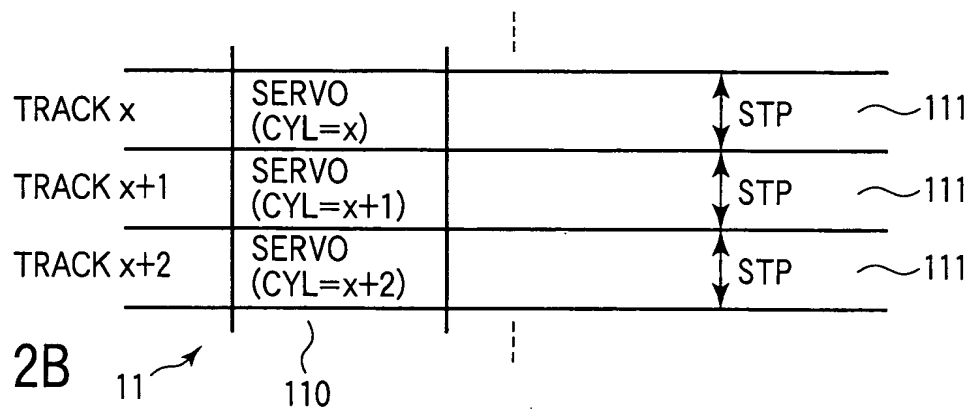 TRACK x
SERVO
(CYL=x)
STP
111
TRACK x+1
SERVO
(CYL=x+1)
STP
111
TRACK x+2
SERVO
(CYL=x+2)
STP
111
2B
11
110